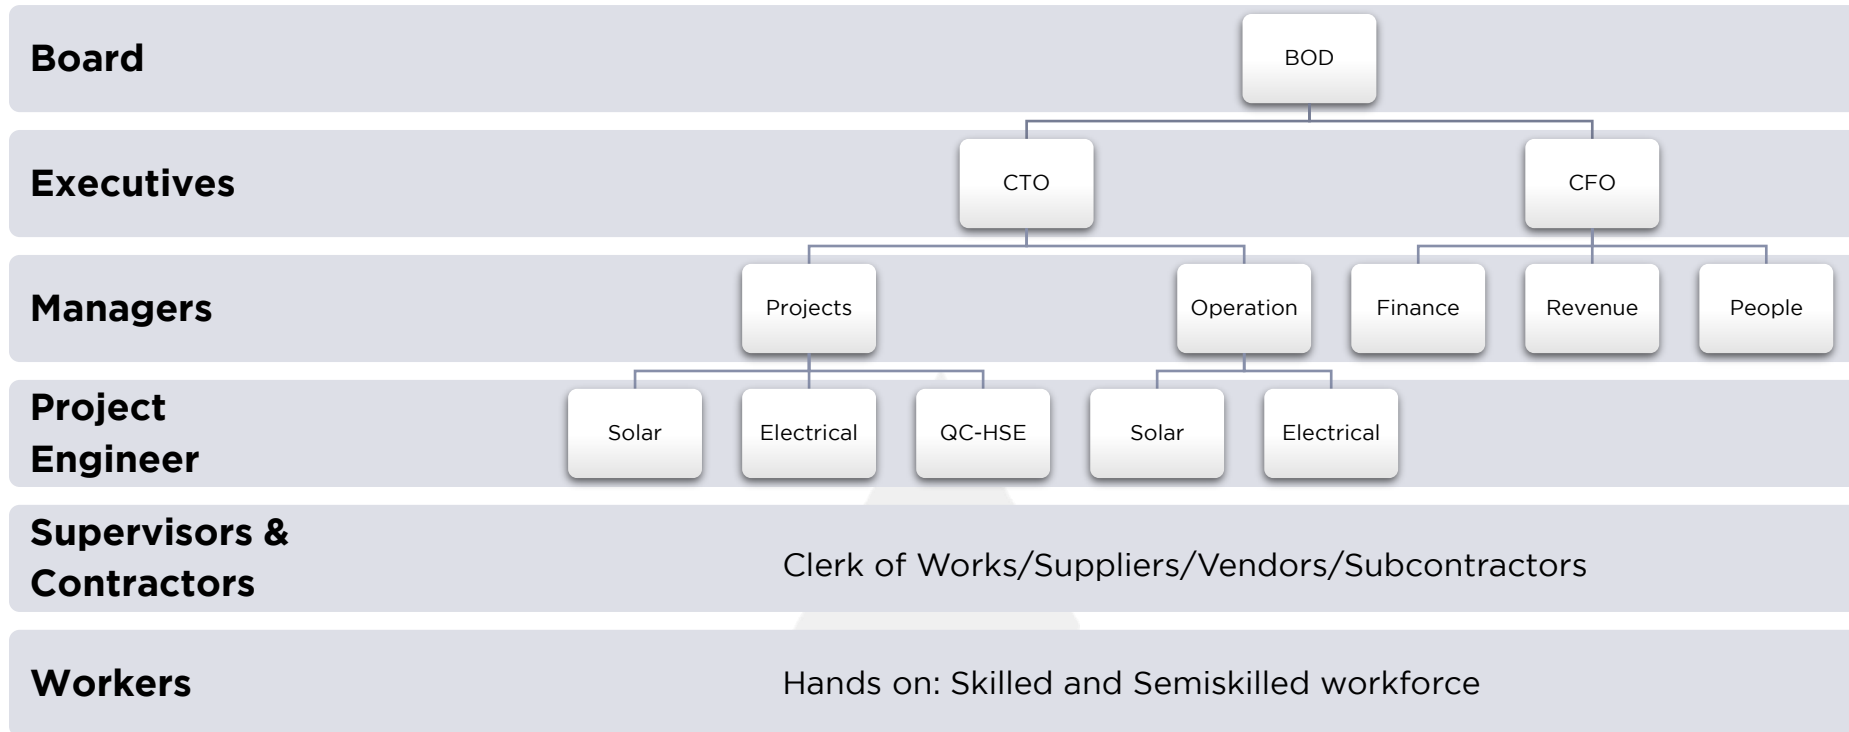 Board
BOD
Executives
CTO
CFO
Managers
Projects
Operation
Finance
Revenue
People
Project
Engineer
Solar
Electrical
QC-HSE
Solar
Electrical
Supervisors &
Contractors
Clerk of Works/Suppliers/Vendors/Subcontractors
Workers
Hands on: Skilled and Semiskilled workforce